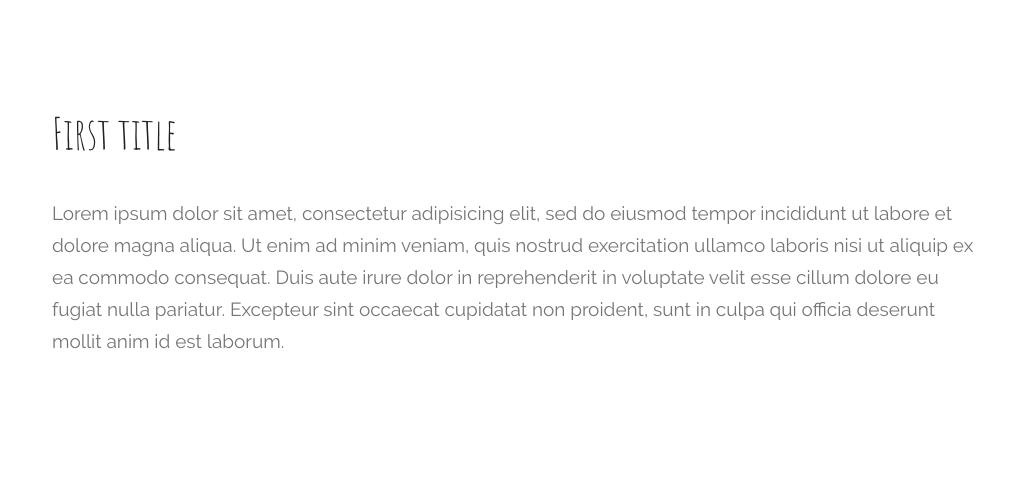 First title
Lorem ipsum dolor sit amet, consectetur adipisicing elit, sed do eiusmod tempor incididunt ut labore et
dolore magna aliqua. Ut enim ad minim veniam, quis nostrud exercitation ullamco laboris nisi ut aliquip ex
ea commodo consequat. Duis aute irure dolor in reprehenderit in voluptate velit esse cillum dolore eu
fugiat nulla pariatur. Excepteur sint occaecat cupidatat non proident, sunt in culpa qui officia deserunt
mollit anim id est laborum.